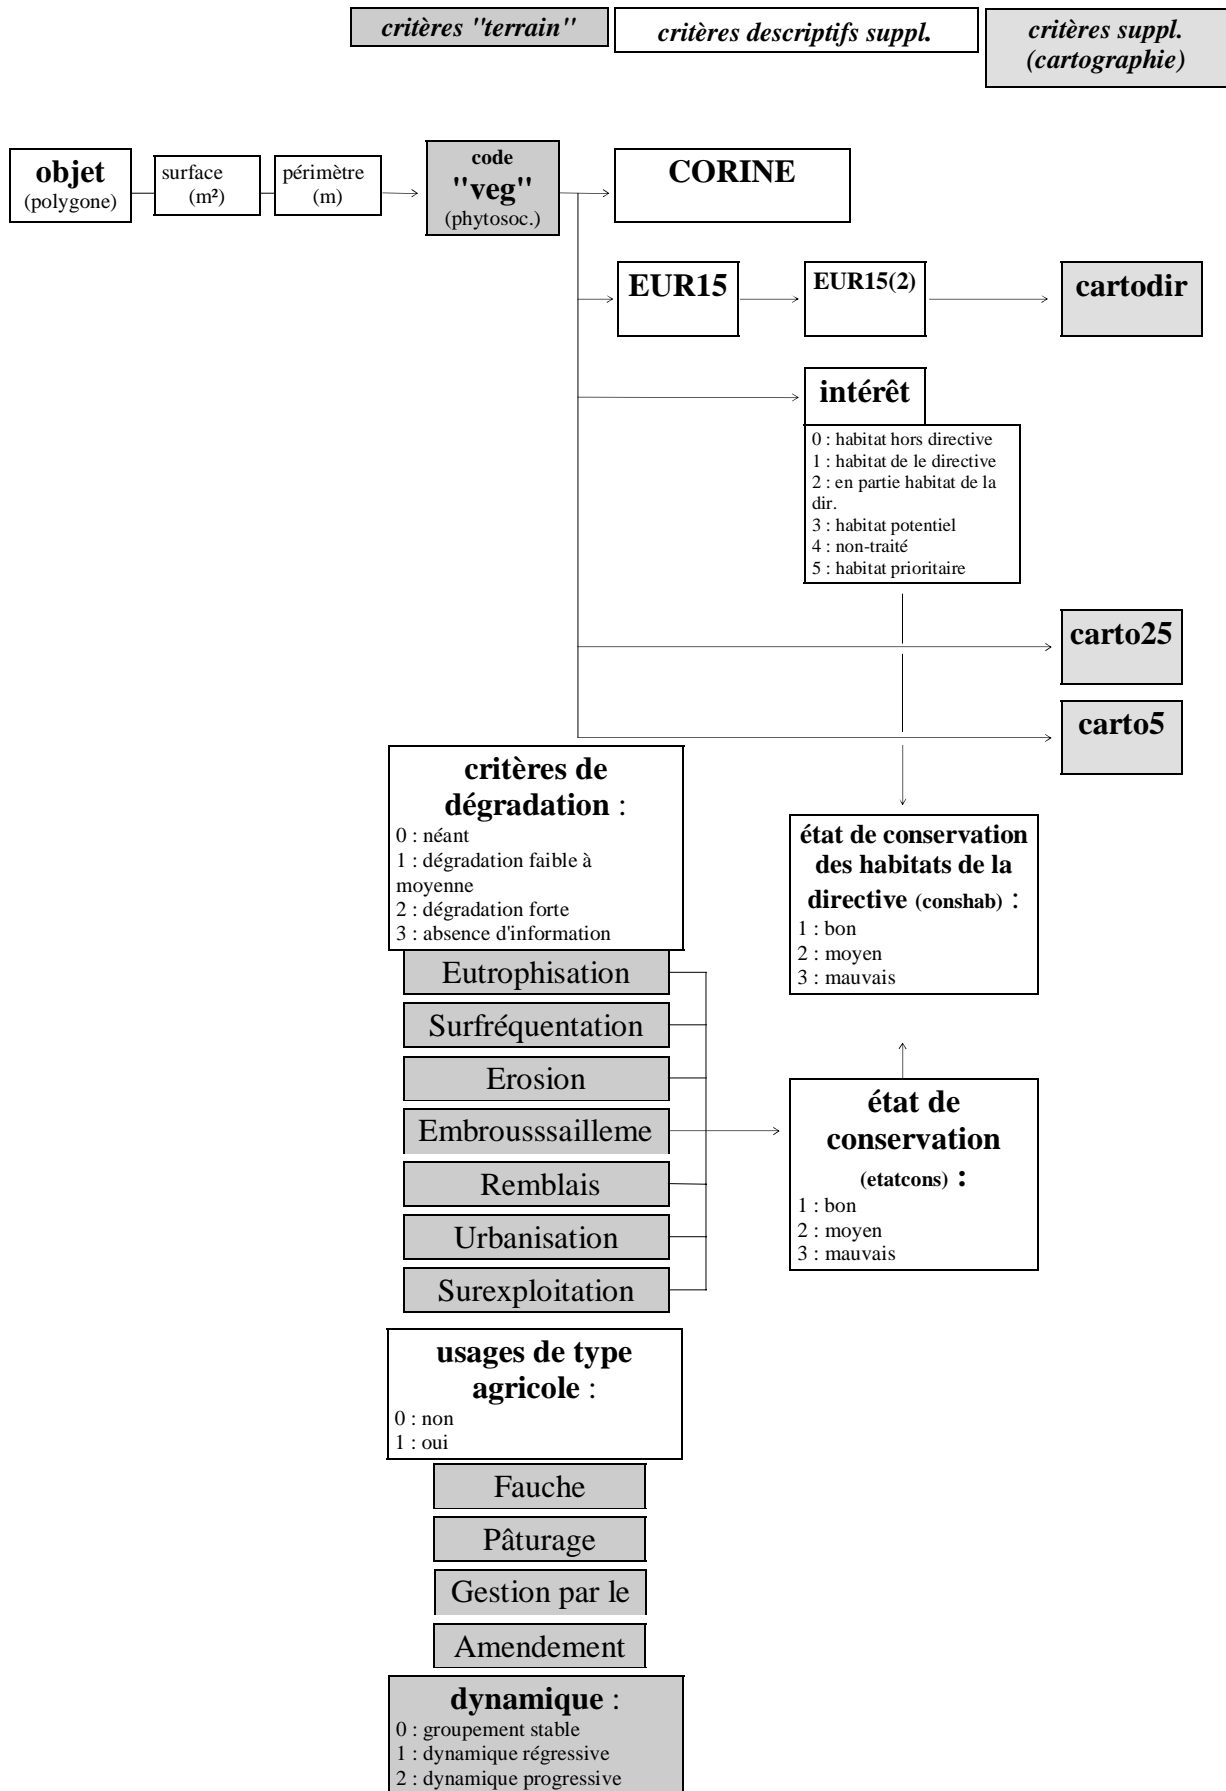 critères "terrain"
critères descriptifs suppl.
critères suppl.
(cartographie)
objet
(polygone)
surface
(m²)
périmètre
(m)
code
"veg"
(phytosoc.)
CORINE
EUR15
EUR15(2)
cartodir
intérêt
0 : habitat hors directive
1 : habitat de le directive
2 : en partie habitat de la
dir.
3 : habitat potentiel
4 : non-traité
5 : habitat prioritaire
carto25
carto5
critères de
dégradation :
0 : néant
1 : dégradation faible à
moyenne
2 : dégradation forte
3 : absence d'information
Eutrophisation
Surfréquentation
Erosion
Embrousssailleme
Remblais
Urbanisation
Surexploitation
état de conservation
des habitats de la
directive (conshab) :
1 : bon
2 : moyen
3 : mauvais
état de
conservation
(etatcons) :
1 : bon
2 : moyen
3 : mauvais
usages de type
agricole :
0 : non
1 : oui
Fauche
Pâturage
Gestion par le
Amendement
dynamique :
0 : groupement stable
1 : dynamique régressive
2 : dynamique progressive